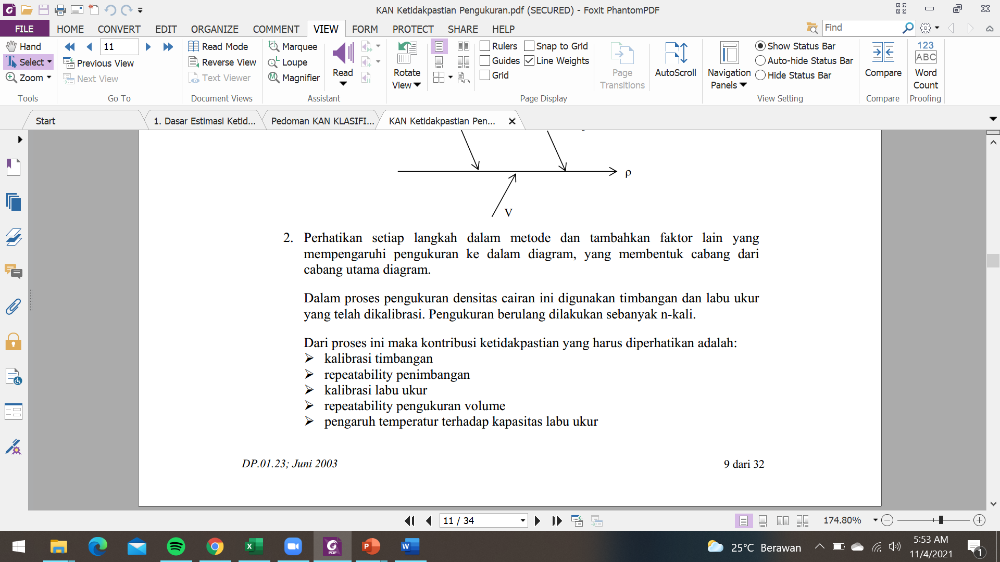 KAN Ketidakpastian Pengukuran.pdf (SECURED) - Foxit PhantomPDF
FILE HOME CONVERT EDIT ORGANIZE COMMENT VIEW FORM PROTECT SHARE HELP Find
Hand
Select
Zoom
Tools
11
Previous View
Next View
Go To
Read Mode
Reverse View
Text Viewer
Document Views
Marquee
Loupe
Magnifier
Read
Assistant
Rotate
View
Rulers Snap to Grid
Guides Line Weights
Grid
Page Display
Page
Transitions
AutoScroll
Navigation
Panels
Show Status Bar
Auto-hide Status Bar
Hide Status Bar
View Setting
Compare
Compare
123
ABC
Word
Count
Proofing
Start 1. Dasar Estimasi Ketid... Pedoman KAN KLASIFI... KAN Ketidakpastian Pen...
ρ
V
2. Perhatikan setiap langkah dalam metode dan tambahkan faktor lain yang
mempengaruhi pengukuran ke dalam diagram, yang membentuk cabang dari
cabang utama diagram.
Dalam proses pengukuran densitas cairan ini digunakan timbangan dan labu ukur
yang telah dikalibrasi. Pengukuran berulang dilakukan sebanyak n-kali.
Dari proses ini maka kontribusi ketidakpastian yang harus diperhatikan adalah:
➢ kalibrasi timbangan
➢ repeatability penimbangan
➢ kalibrasi labu ukur
➢ repeatability pengukuran volume
➢ pengaruh temperatur terhadap kapasitas labu ukur
DP.01.23; Juni 2003 9 dari 32
11 / 34 174.80%
25°C Berawan
5:53 AM
11/4/2021
1